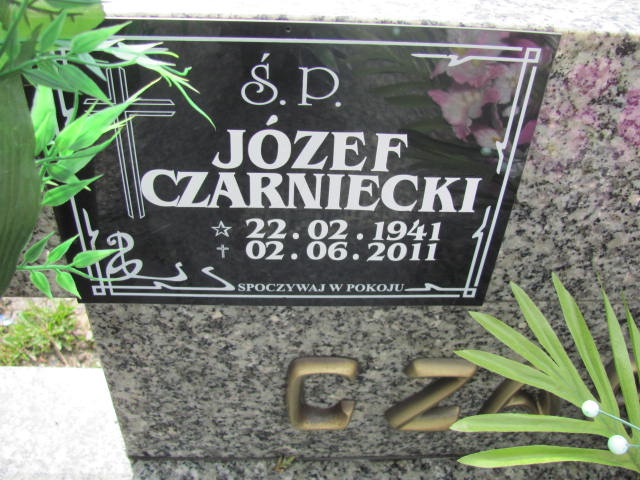 Ś.P.
JÓZEF
CZARNIECKI
☆ 22.02.1941
† 02.06.2011
SPOCZYWAJ W POKOJU
CZA